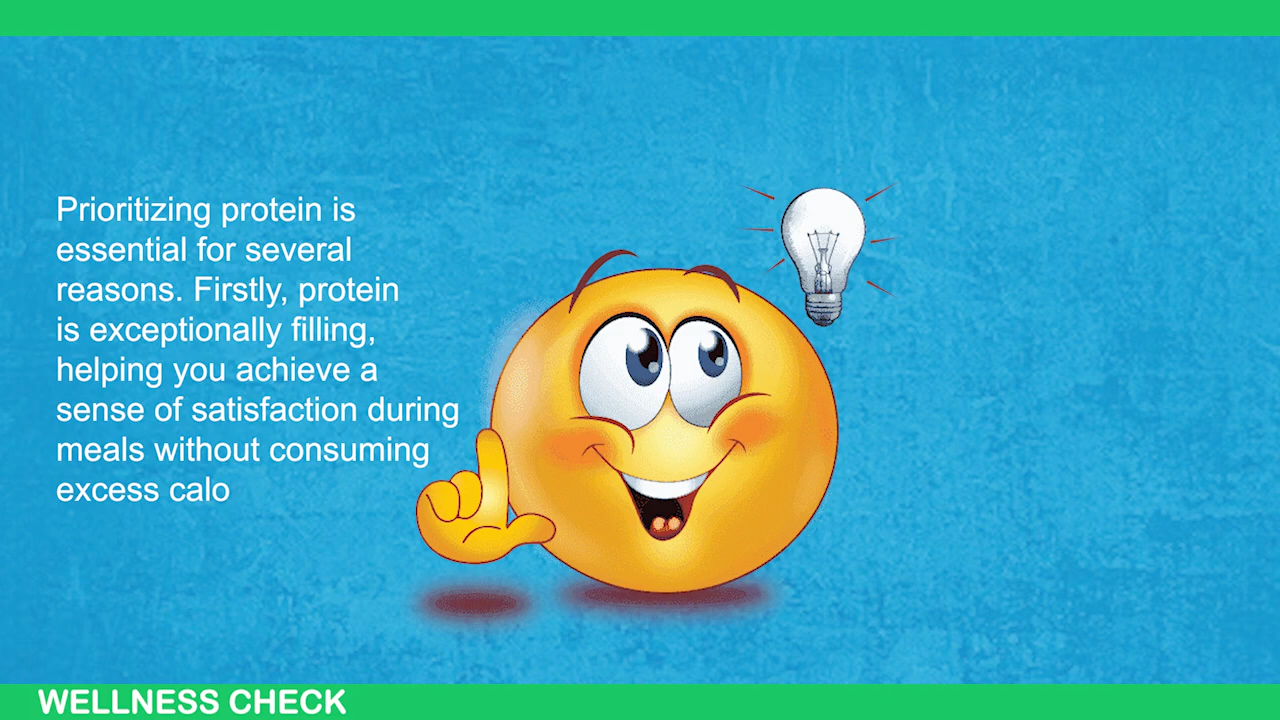 Prioritizing protein is
essential for several
reasons. Firstly, protein
is exceptionally filling,
helping you achieve a
sense of satisfaction during
meals without consuming
excess calo
WELLNESS CHECK